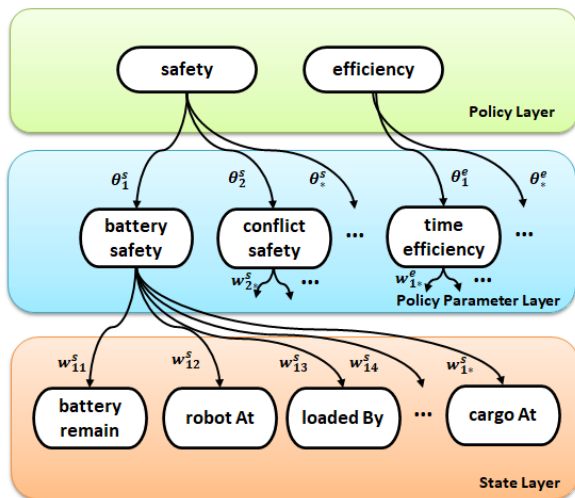 safety
efficiency
Policy Layer
θ₁ˢ
θ₂ˢ
θ*ˢ
θ₁ᵉ
θ*ᵉ
battery
safety
conflict
safety
...
time
efficiency
...
w₂*ˢ
...
w₁*ᵉ
...
Policy Parameter Layer
w₁₁ˢ
w₁₂ˢ
w₁₃ˢ
w₁₄ˢ
w₁*ˢ
battery
remain
robot At
loaded By
...
cargo At
State Layer